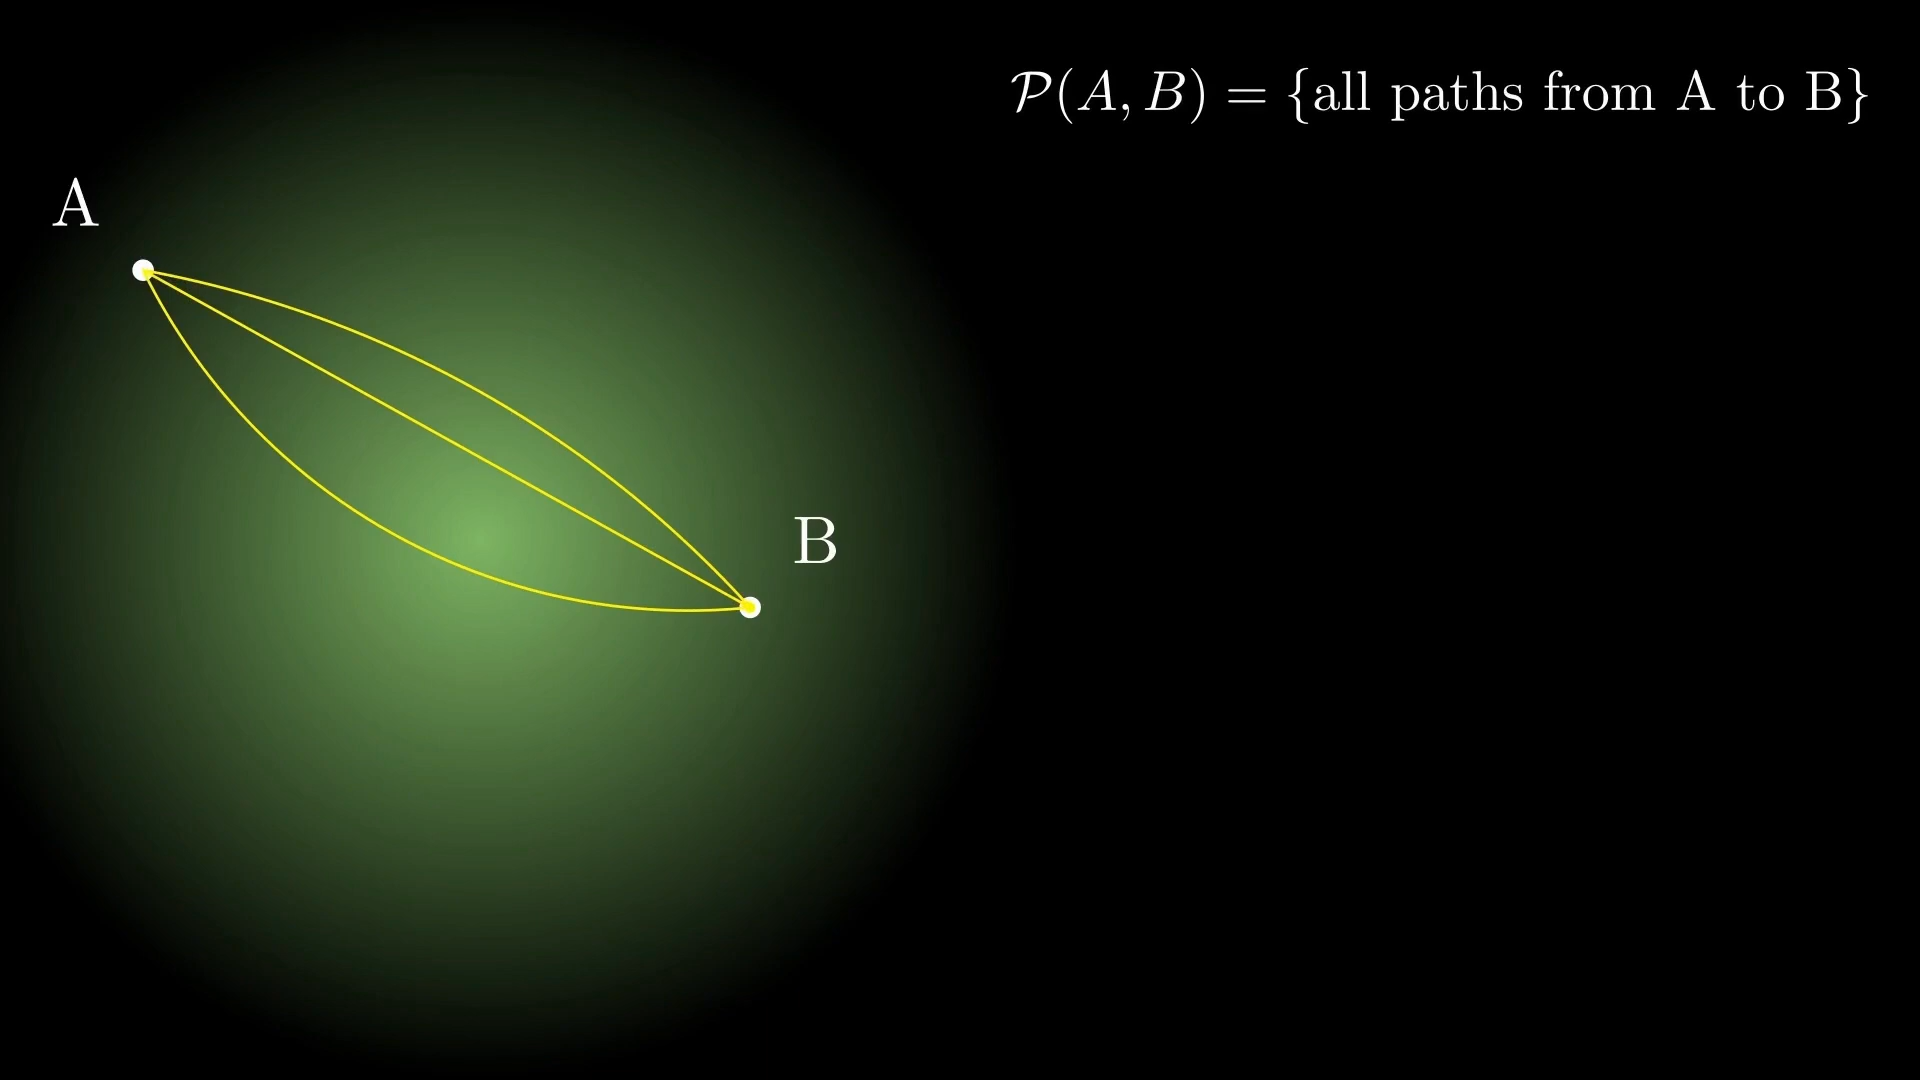 𝒫(A, B) = {all paths from A to B}
A
B